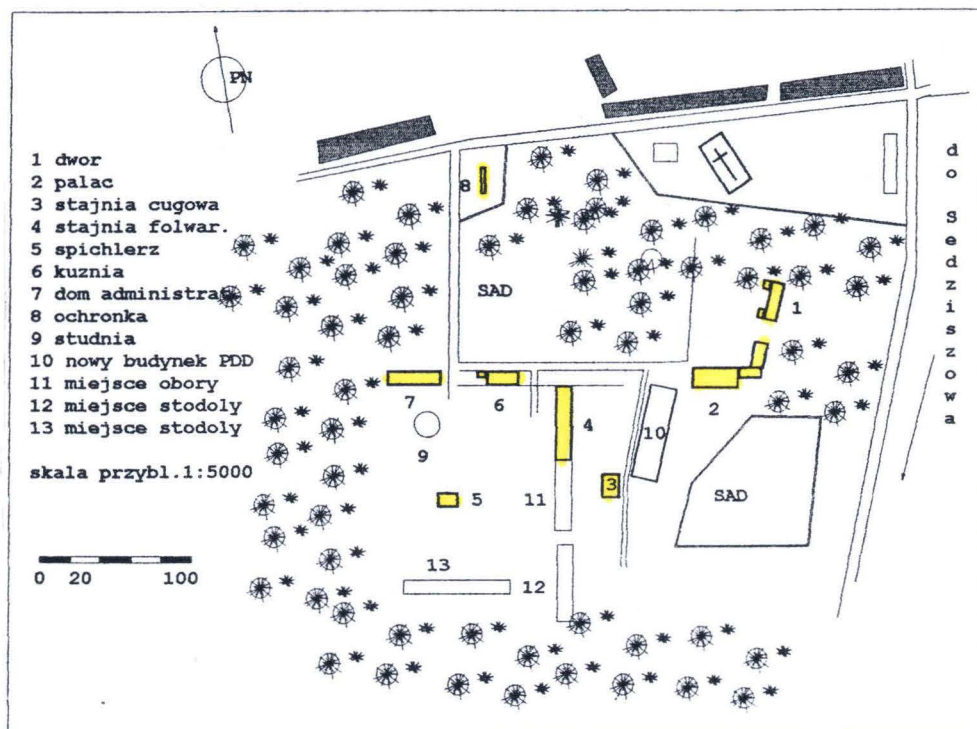 PN
1 dwor
2 palac
3 stajnia cugowa
4 stajnia folwar.
5 spichlerz
6 kuznia
7 dom administrat
8 ochronka
9 studnia
10 nowy budynek PDD
11 miejsce obory
12 miejsce stodoly
13 miejsce stodoly
skala przybl.1:5000
0 20 100
8
SAD
1
2
7
6
4
10
9
3
5
11
SAD
13
12
do Sedziszowa